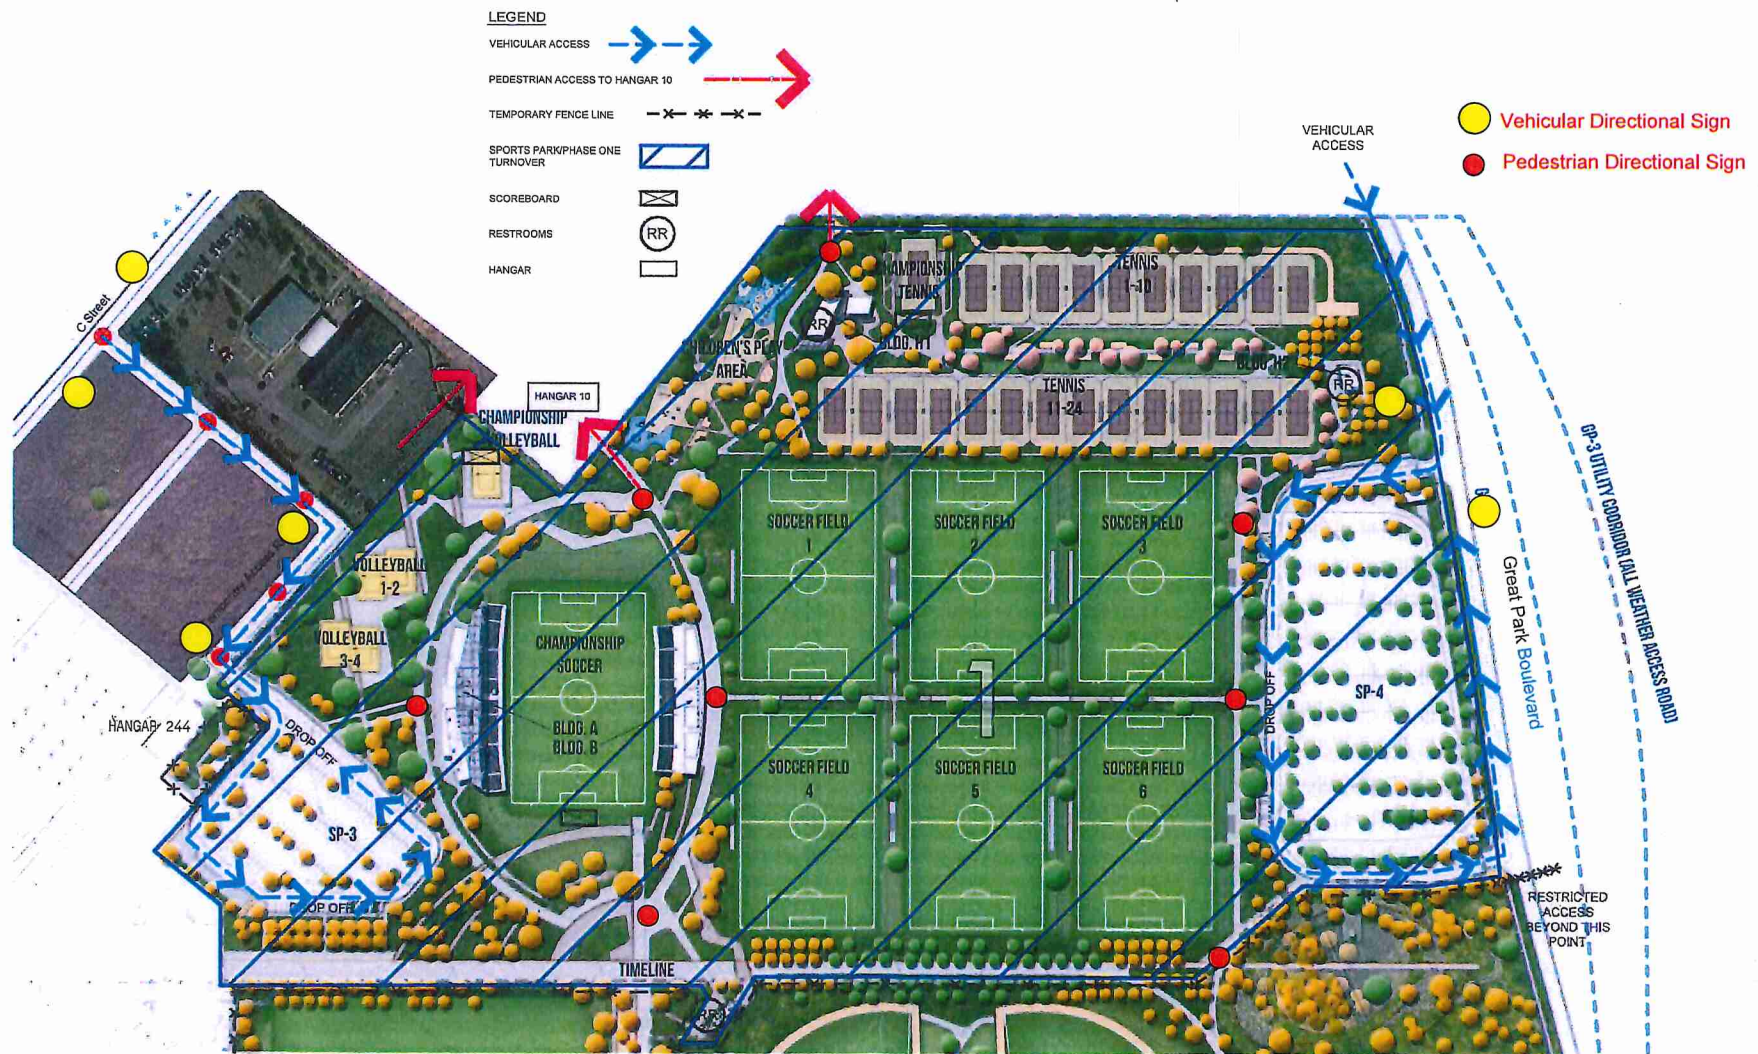 LEGEND
VEHICULAR ACCESS
PEDESTRIAN ACCESS TO HANGAR 10
TEMPORARY FENCE LINE
SPORTS PARK/PHASE ONE
TURNOVER
SCOREBOARD
RESTROOMS
RR
HANGAR
Vehicular Directional Sign
Pedestrian Directional Sign
VEHICULAR
ACCESS
C Street
HANGAR 10
CHAMPIONSHIP
VOLLEYBALL
CHILDREN'S PLAY
AREA
RR
BLDG. H1
CHAMPIONSHIP
TENNIS
TENNIS
1-10
TENNIS
11-24
RR
GP-3 UTILITY CORRIDOR (ALL WEATHER ACCESS ROAD)
Great Park Boulevard
VOLLEYBALL
1-2
VOLLEYBALL
3-4
CHAMPIONSHIP
SOCCER
BLDG. A
BLDG. B
SOCCER FIELD
1
SOCCER FIELD
2
SOCCER FIELD
3
1
SOCCER FIELD
4
SOCCER FIELD
5
SOCCER FIELD
6
DROP OFF
SP-4
HANGAR 244
DROP OFF
SP-3
DROP OFF
RESTRICTED
ACCESS
BEYOND THIS
POINT
TIMELINE
RR